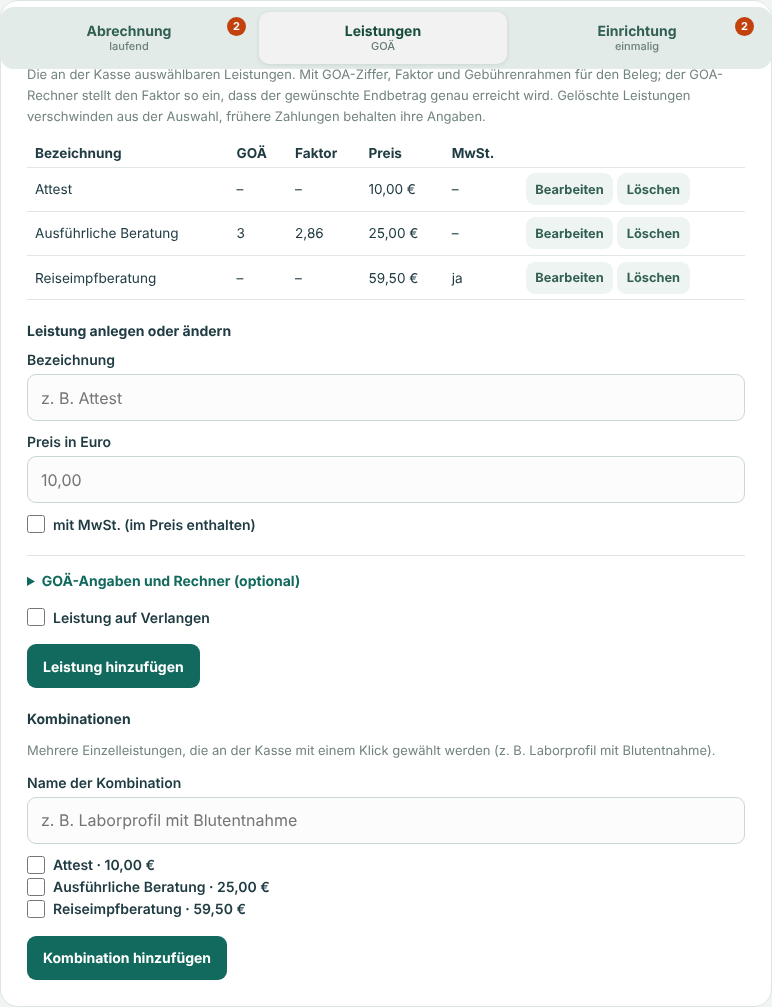 Abrechnung
laufend
2
Leistungen
GOÄ
Einrichtung
einmalig
2
Die an der Kasse auswählbaren Leistungen. Mit GOÄ-Ziffer, Faktor und Gebührenrahmen für den Beleg; der GOÄ-
Rechner stellt den Faktor so ein, dass der gewünschte Endbetrag genau erreicht wird. Gelöschte Leistungen
verschwinden aus der Auswahl, frühere Zahlungen behalten ihre Angaben.
Bezeichnung GOÄ Faktor Preis MwSt.
Attest – – 10,00 € – Bearbeiten Löschen
Ausführliche Beratung 3 2,86 25,00 € – Bearbeiten Löschen
Reiseimpfberatung – – 59,50 € ja Bearbeiten Löschen
Leistung anlegen oder ändern
Bezeichnung
z. B. Attest
Preis in Euro
10,00
mit MwSt. (im Preis enthalten)
GOÄ-Angaben und Rechner (optional)
Leistung auf Verlangen
Leistung hinzufügen
Kombinationen
Mehrere Einzelleistungen, die an der Kasse mit einem Klick gewählt werden (z. B. Laborprofil mit Blutentnahme).
Name der Kombination
z. B. Laborprofil mit Blutentnahme
Attest · 10,00 €
Ausführliche Beratung · 25,00 €
Reiseimpfberatung · 59,50 €
Kombination hinzufügen